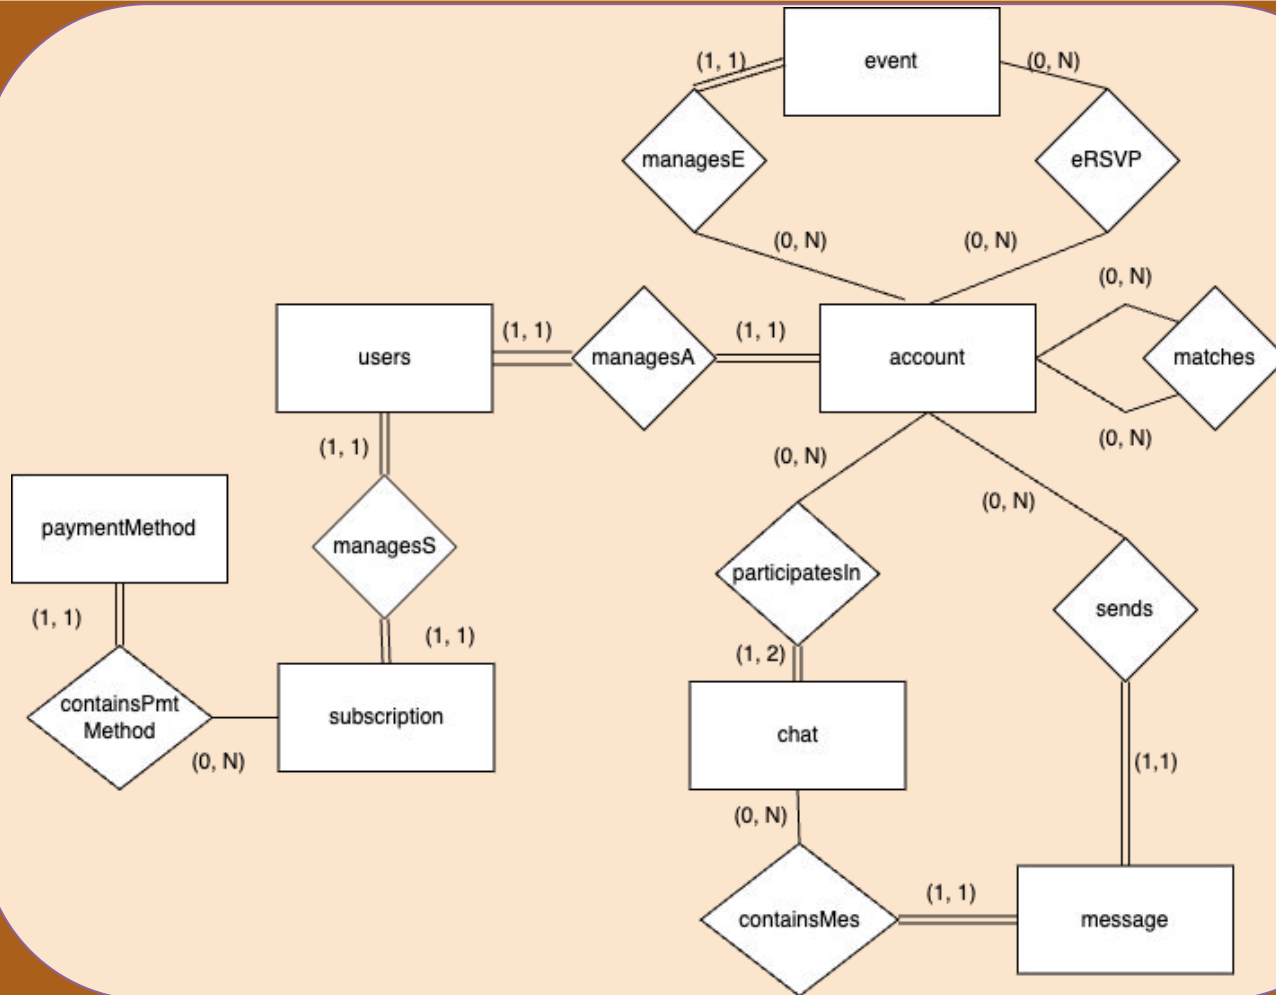 event
(1, 1)
(0, N)
managesE
eRSVP
(0, N)
(0, N)
(0, N)
users
(1, 1)
managesA
(1, 1)
account
matches
(0, N)
(1, 1)
(0, N)
(0, N)
paymentMethod
managesS
participatesIn
sends
(1, 1)
(1, 1)
(1, 2)
containsPmt
Method
subscription
chat
(0, N)
(1,1)
(0, N)
containsMes
(1, 1)
message